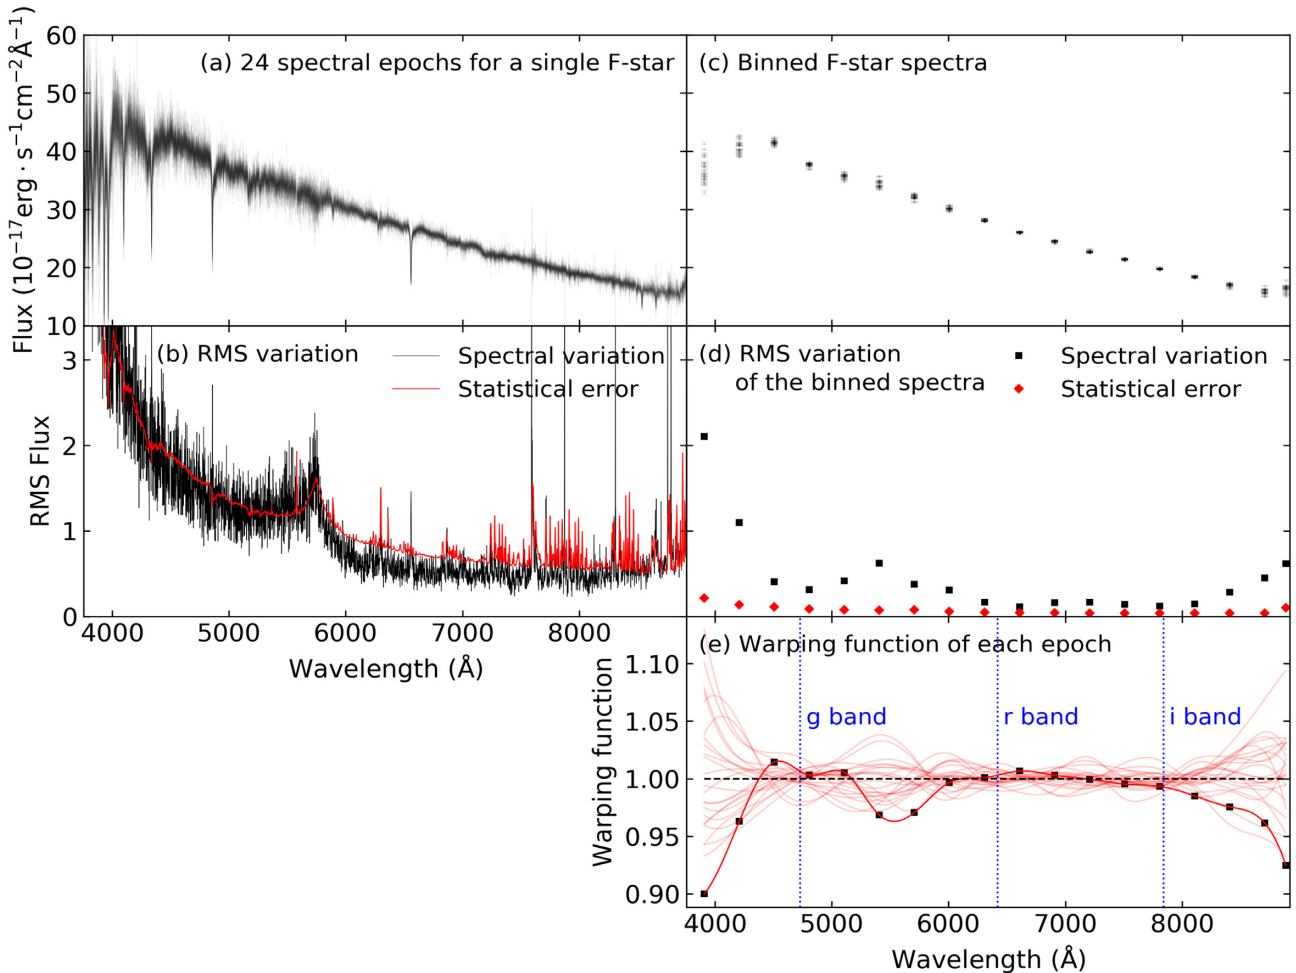 Flux (10⁻¹⁷erg · s⁻¹cm⁻²Å⁻¹)
60
50
40
30
20
10
(a) 24 spectral epochs for a single F-star
(c) Binned F-star spectra
RMS Flux
3
2
1
0
(b) RMS variation
Spectral variation
Statistical error
4000 5000 6000 7000 8000
Wavelength (Å)
(d) RMS variation
of the binned spectra
Spectral variation
Statistical error
Warping function
1.10
1.05
1.00
0.95
0.90
(e) Warping function of each epoch
g band
r band
i band
4000 5000 6000 7000 8000
Wavelength (Å)